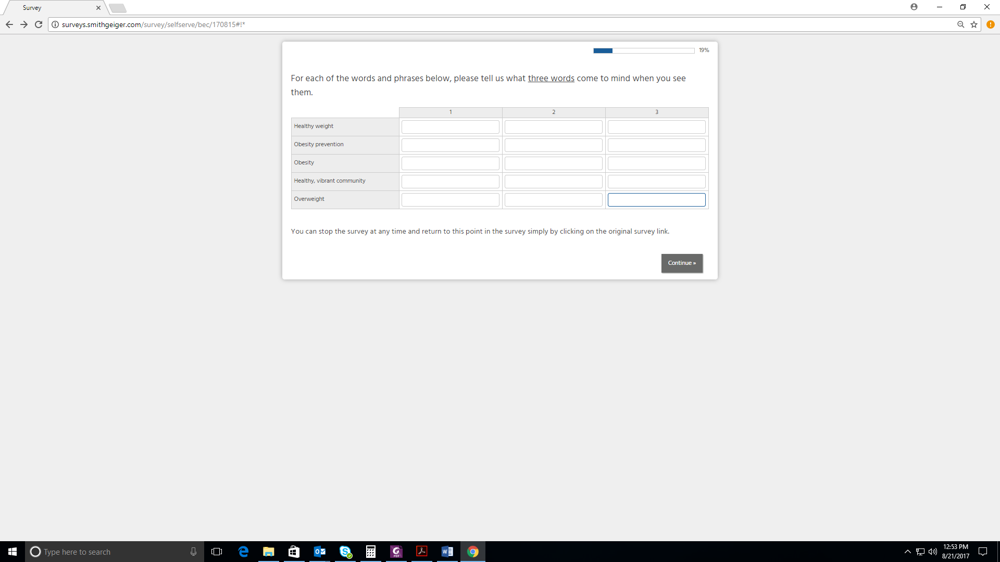 Survey
surveys.smithgeiger.com/survey/selfserve/bec/170815#!*
19%
For each of the words and phrases below, please tell us what three words come to mind when you see
them.
1 2 3
Healthy weight
Obesity prevention
Obesity
Healthy, vibrant community
Overweight
You can stop the survey at any time and return to this point in the survey simply by clicking on the original survey link.
Continue »
Type here to search
12:53 PM
8/21/2017